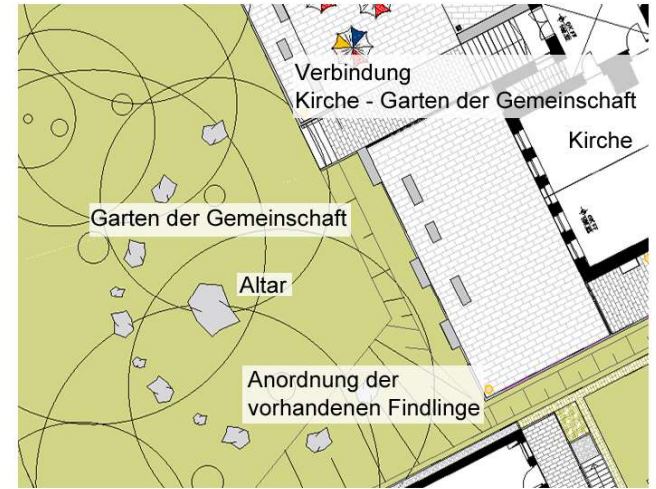 Verbindung
Kirche - Garten der Gemeinschaft
Kirche
Garten der Gemeinschaft
Altar
Anordnung der
vorhandenen Findlinge